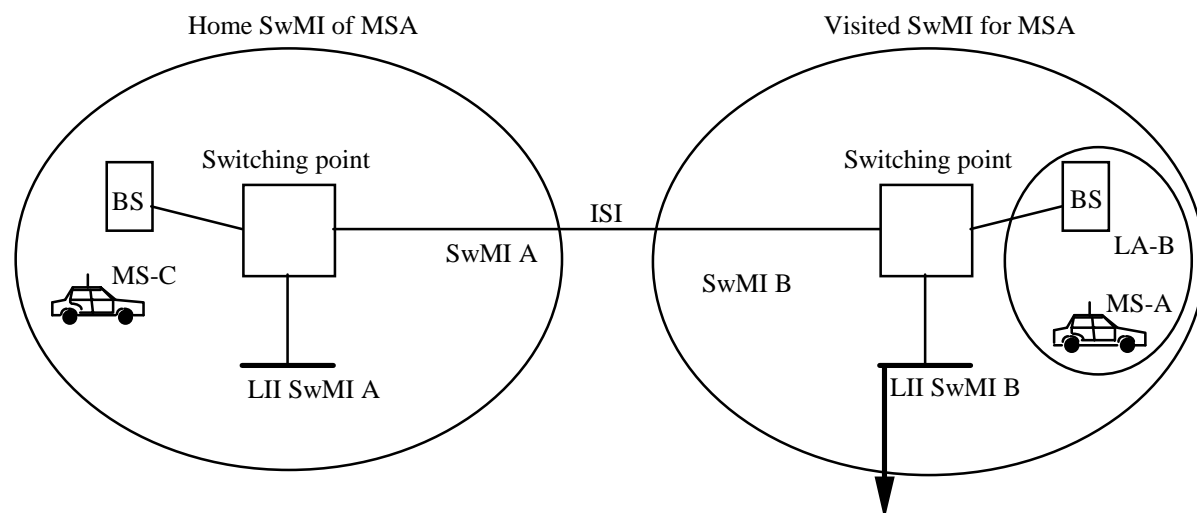 Home SwMI of MSA
Visited SwMI for MSA
Switching point
Switching point
BS
BS
ISI
SwMI A
LA-B
MS-C
SwMI B
MS-A
LII SwMI A
LII SwMI B